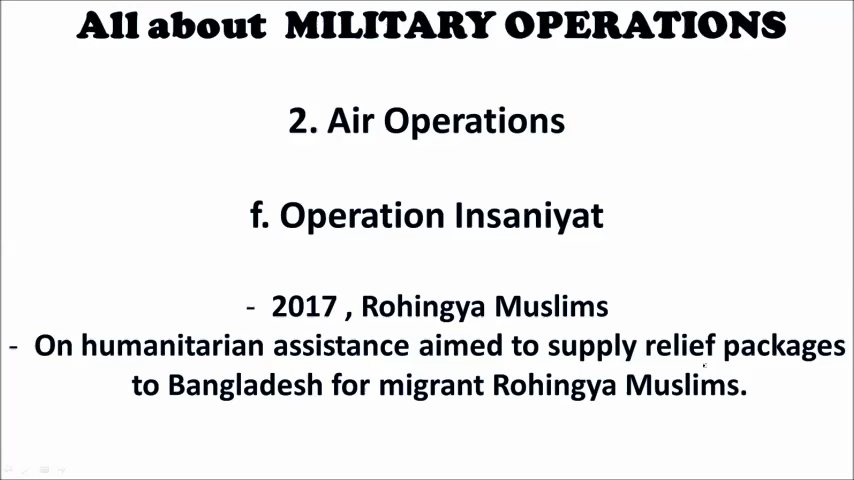 All about MILITARY OPERATIONS
2. Air Operations
f. Operation Insaniyat
- 2017 , Rohingya Muslims
- On humanitarian assistance aimed to supply relief packages
to Bangladesh for migrant Rohingya Muslims.